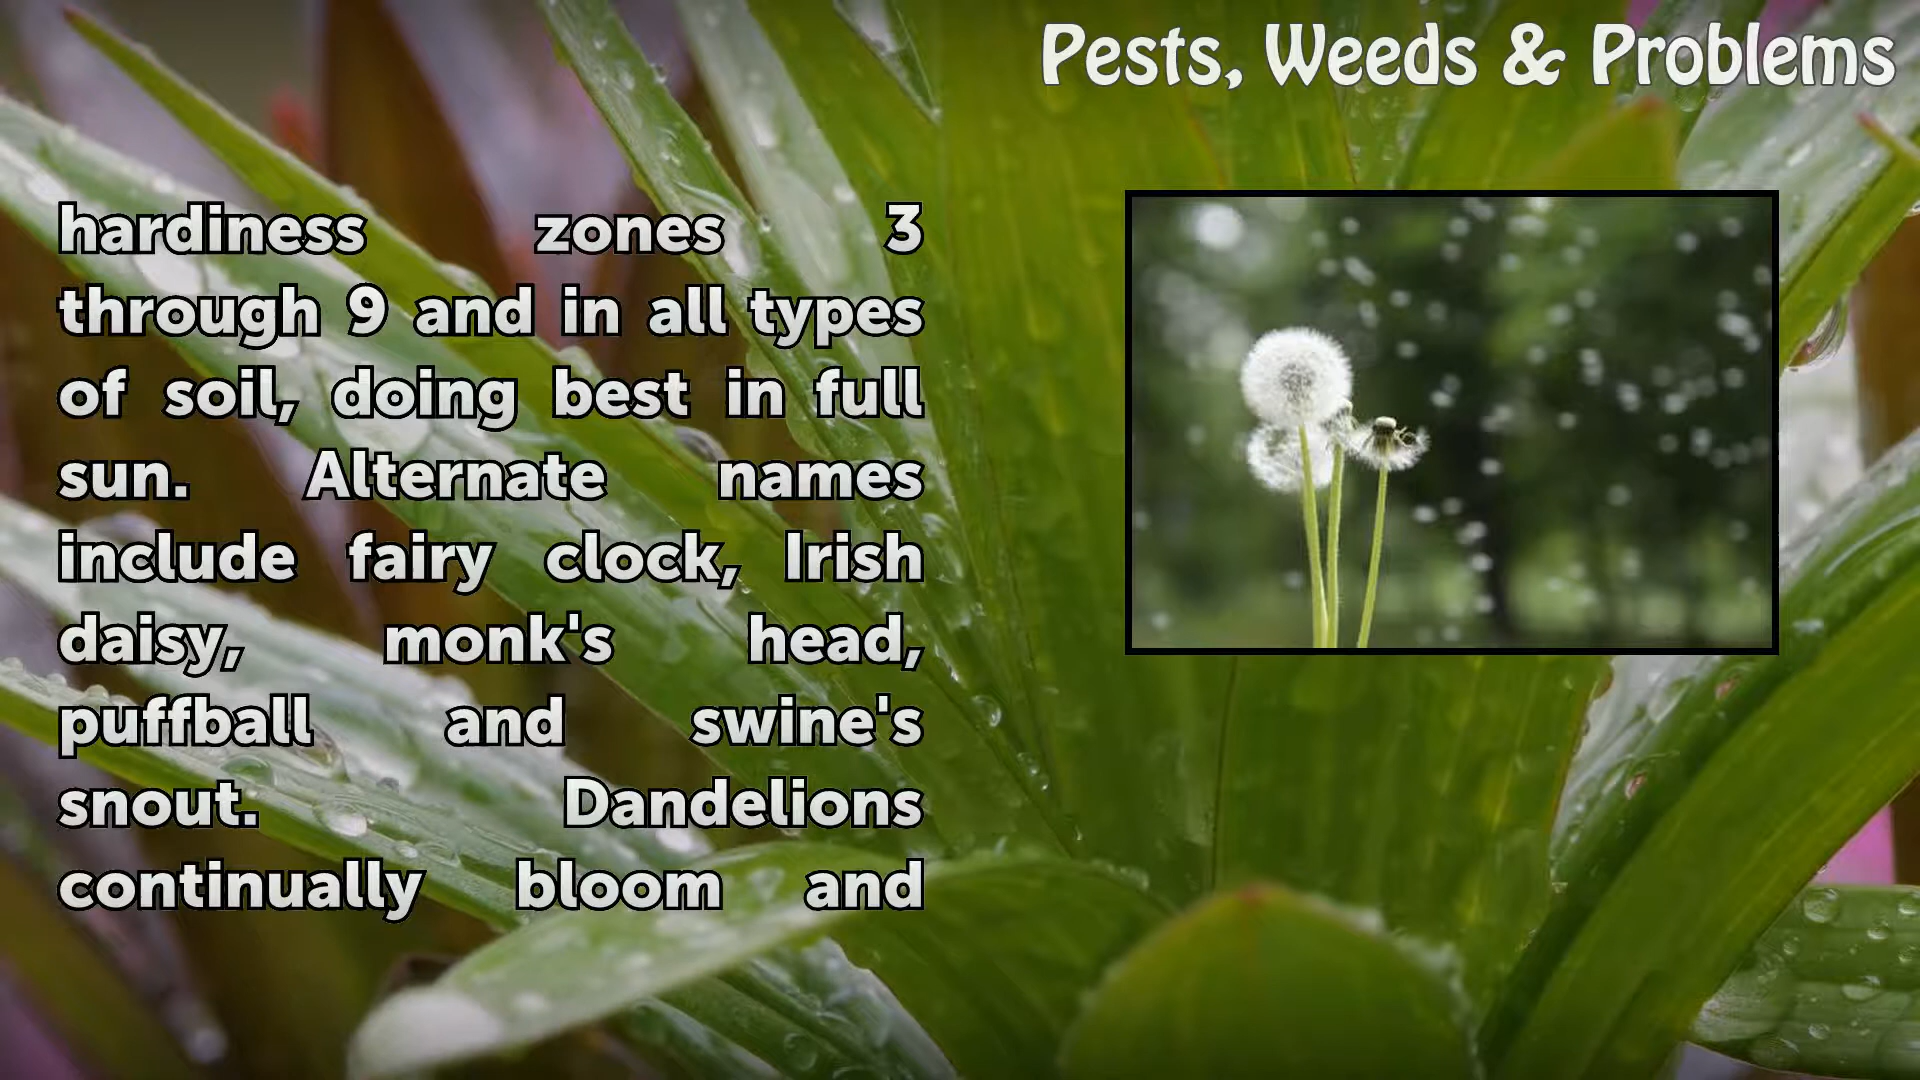 Pests, Weeds & Problems
hardiness zones 3
through 9 and in all types
of soil, doing best in full
sun. Alternate names
include fairy clock, Irish
daisy, monk's head,
puffball and swine's
snout. Dandelions
continually bloom and